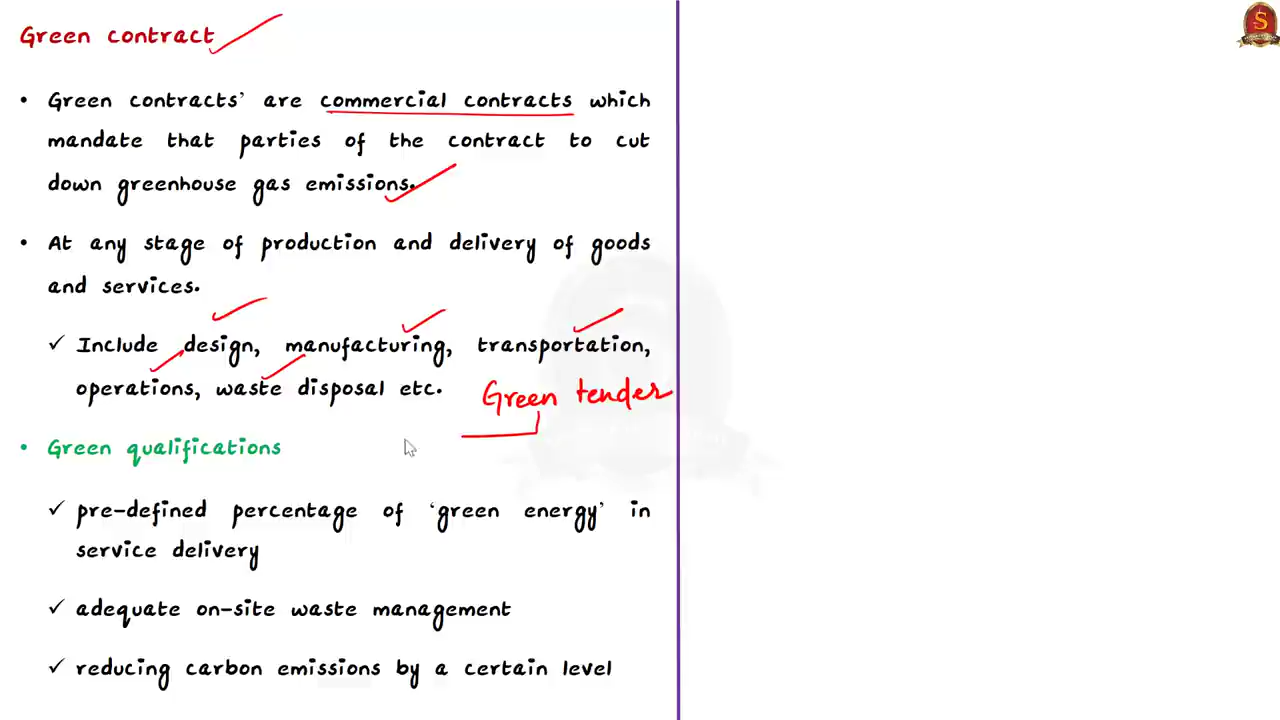 Green contract
• Green contracts' are commercial contracts which
mandate that parties of the contract to cut
down greenhouse gas emissions.
• At any stage of production and delivery of goods
and services.
✓ Include design, manufacturing, transportation,
operations, waste disposal etc.
Green tender
• Green qualifications
✓ pre-defined percentage of 'green energy' in
service delivery
✓ adequate on-site waste management
✓ reducing carbon emissions by a certain level
S